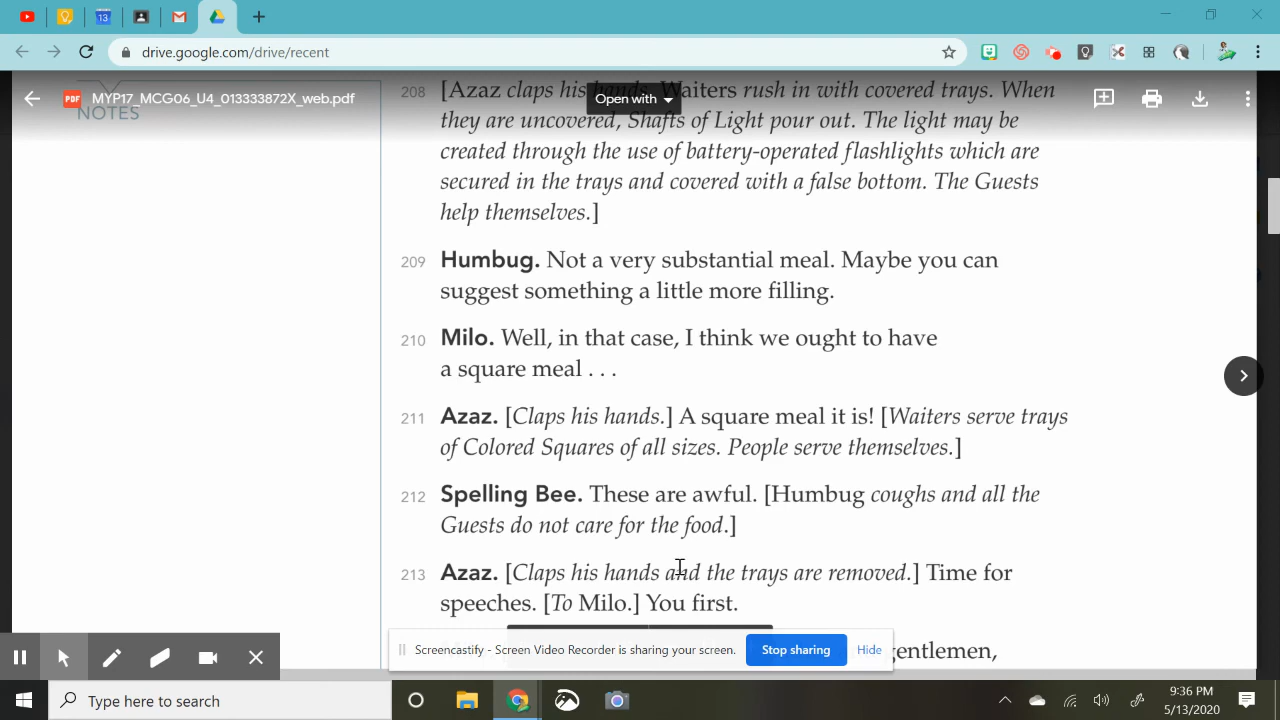 13
drive.google.com/drive/recent
208 [Azaz claps his hands. Waiters rush in with covered trays. When
PDF MYP17_MCG06_U4_013333872X_web.pdf
Open with
NOTES
they are uncovered, Shafts of Light pour out. The light may be
created through the use of battery-operated flashlights which are
secured in the trays and covered with a false bottom. The Guests
help themselves.]
209 Humbug. Not a very substantial meal. Maybe you can
suggest something a little more filling.
210 Milo. Well, in that case, I think we ought to have
a square meal . . .
211 Azaz. [Claps his hands.] A square meal it is! [Waiters serve trays
of Colored Squares of all sizes. People serve themselves.]
212 Spelling Bee. These are awful. [Humbug coughs and all the
Guests do not care for the food.]
213 Azaz. [Claps his hands and the trays are removed.] Time for
speeches. [To Milo.] You first.
gentlemen,
Screencastify - Screen Video Recorder is sharing your screen. Stop sharing Hide
Type here to search
9:36 PM
5/13/2020